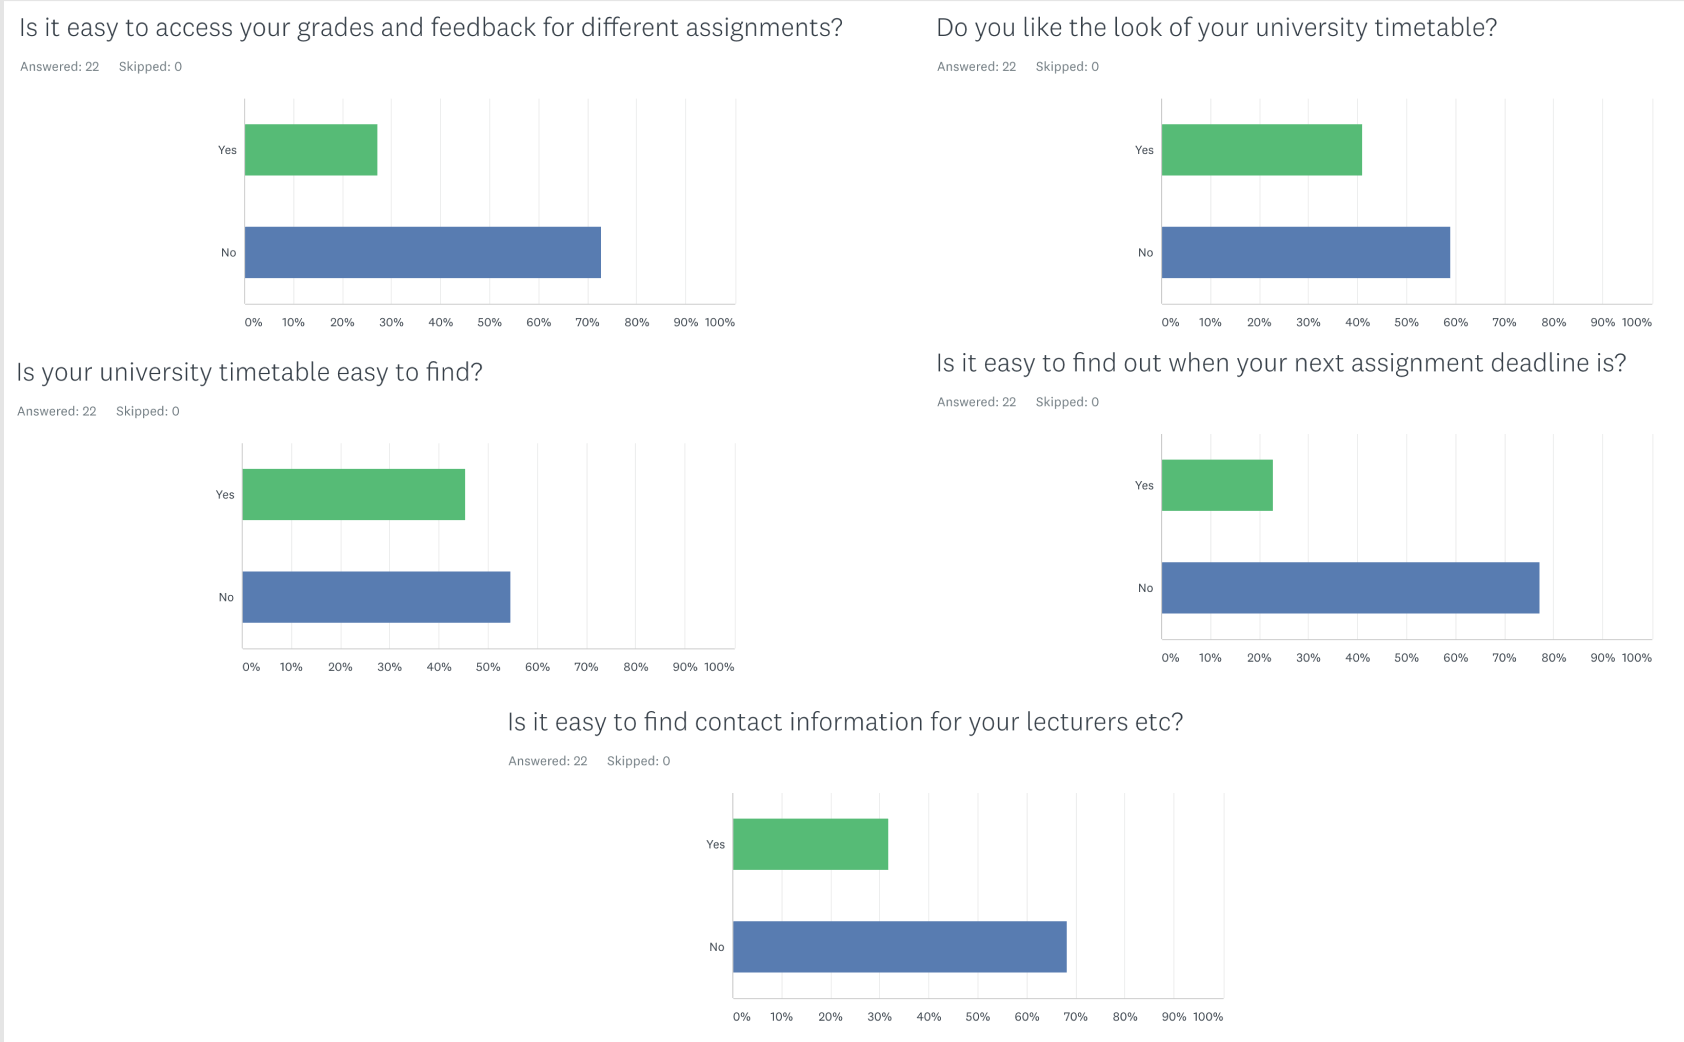 Is it easy to access your grades and feedback for different assignments?
Answered: 22 Skipped: 0
Yes
No
0% 10% 20% 30% 40% 50% 60% 70% 80% 90% 100%
Do you like the look of your university timetable?
Answered: 22 Skipped: 0
Yes
No
0% 10% 20% 30% 40% 50% 60% 70% 80% 90% 100%
Is your university timetable easy to find?
Answered: 22 Skipped: 0
Yes
No
0% 10% 20% 30% 40% 50% 60% 70% 80% 90% 100%
Is it easy to find out when your next assignment deadline is?
Answered: 22 Skipped: 0
Yes
No
0% 10% 20% 30% 40% 50% 60% 70% 80% 90% 100%
Is it easy to find contact information for your lecturers etc?
Answered: 22 Skipped: 0
Yes
No
0% 10% 20% 30% 40% 50% 60% 70% 80% 90% 100%